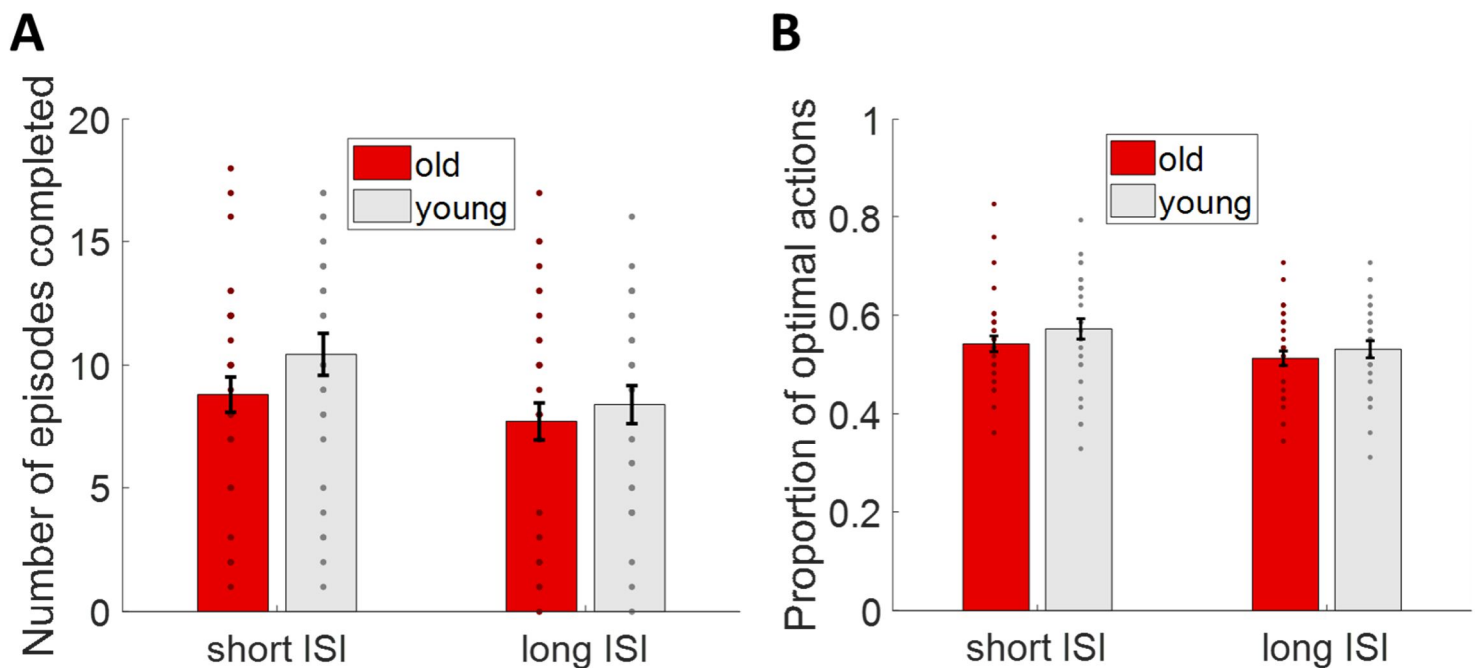 A
Number of episodes completed
20
15
10
5
0
old
young
short ISI
long ISI
B
Proportion of optimal actions
1
0.8
0.6
0.4
0.2
0
old
young
short ISI
long ISI